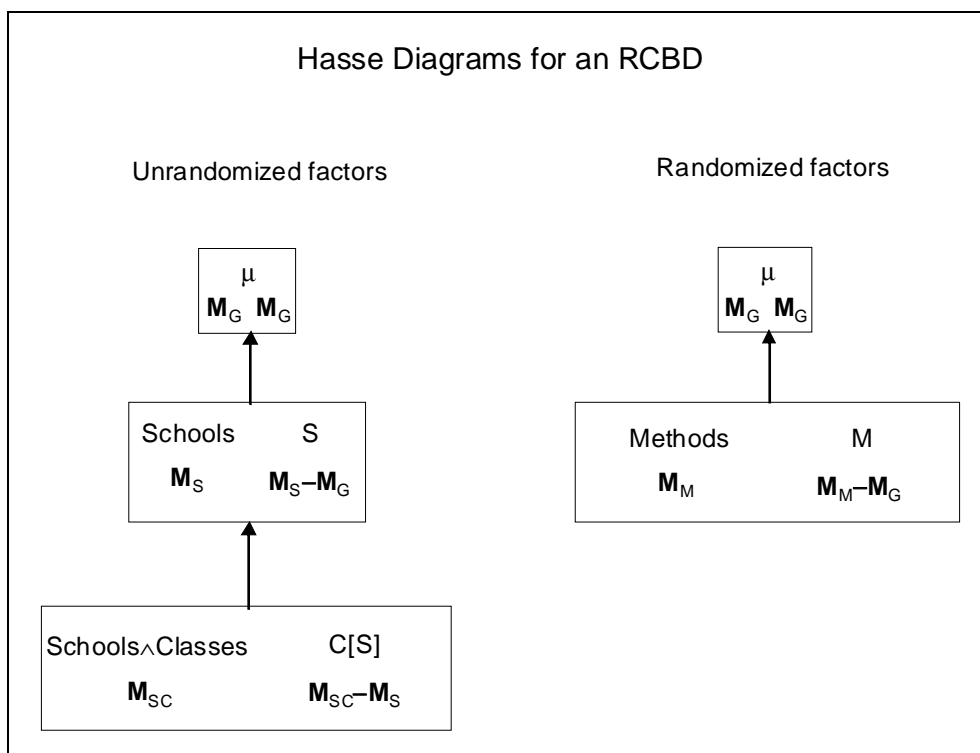 Hasse Diagrams for an RCBD
Unrandomized factors
μ
M_G M_G
Schools S
M_S M_S–M_G
Schools∧Classes C[S]
M_SC M_SC–M_S
Randomized factors
μ
M_G M_G
Methods M
M_M M_M–M_G